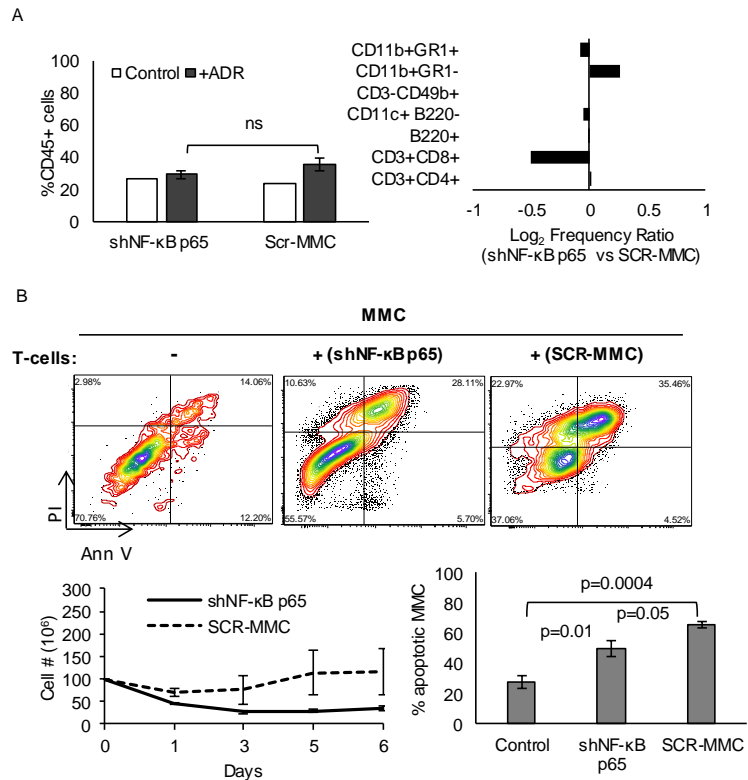 A
Control +ADR
%CD45+ cells
100
80
60
40
20
0
ns
shNF-κB p65 Scr-MMC
CD11b+GR1+
CD11b+GR1-
CD3-CD49b+
CD11c+ B220-
B220+
CD3+CD8+
CD3+CD4+
-1 -0.5 0 0.5 1
Log2 Frequency Ratio
(shNF-κB p65 vs SCR-MMC)
B
MMC
T-cells: - + (shNF-κB p65) + (SCR-MMC)
2.98% 14.06% 10.63% 28.11% 22.97% 35.46%
70.76% 12.20% 55.57% 5.70% 37.06% 4.52%
PI
Ann V
shNF-κB p65
SCR-MMC
Cell # (10^6)
300
250
200
150
100
50
0
0 1 3 5 6
Days
% apoptotic MMC
100
80
60
40
20
0
p=0.0004
p=0.05
p=0.01
Control shNF-κB SCR-MMC
p65